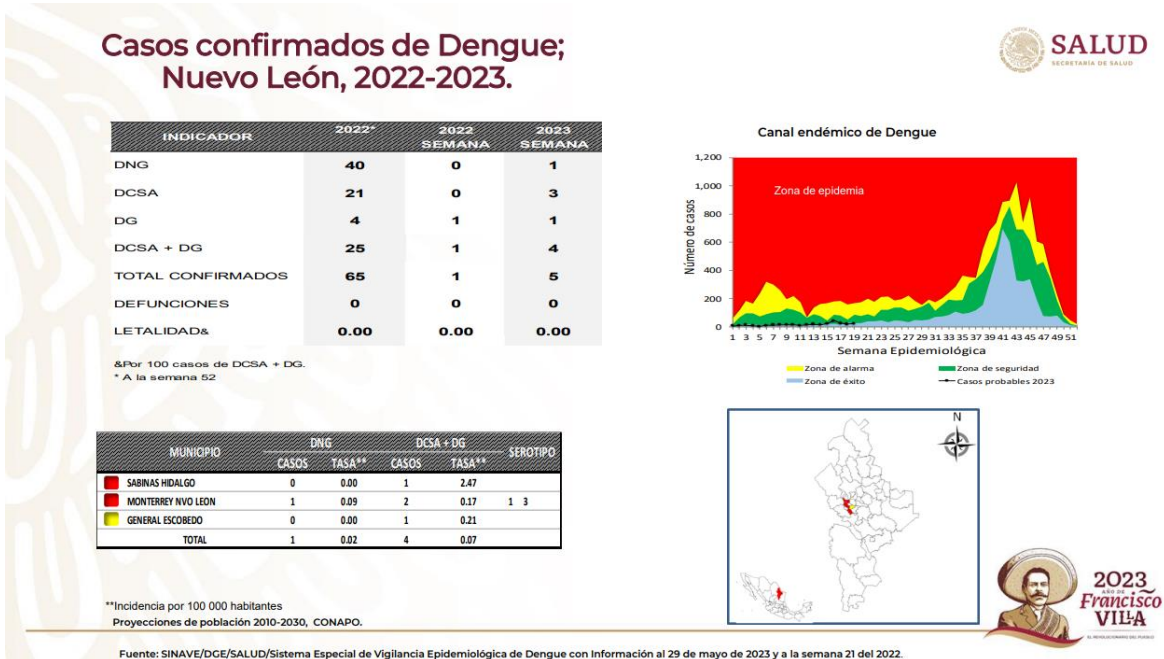 Casos confirmados de Dengue;
Nuevo León, 2022-2023.
SALUD
SECRETARÍA DE SALUD
INDICADOR 2022* 2022 SEMANA 2023 SEMANA
DNG 40 0 1
DCSA 21 0 3
DG 4 1 1
DCSA + DG 25 1 4
TOTAL CONFIRMADOS 65 1 5
DEFUNCIONES 0 0 0
LETALIDAD& 0.00 0.00 0.00
&Por 100 casos de DCSA + DG.
* A la semana 52
Canal endémico de Dengue
Número de casos
1,200
1,000
800
600
400
200
0
Zona de epidemia
1 3 5 7 9 11 13 15 17 19 21 23 25 27 29 31 33 35 37 39 41 43 45 47 49 51
Semana Epidemiológica
Zona de alarma Zona de seguridad
Zona de éxito Casos probables 2023
MUNICIPIO DNG DCSA + DG SEROTIPO
CASOS TASA** CASOS TASA**
SABINAS HIDALGO 0 0.00 1 2.47
MONTERREY NVO LEON 1 0.09 2 0.17 1 3
GENERAL ESCOBEDO 0 0.00 1 0.21
TOTAL 1 0.02 4 0.07
N
**Incidencia por 100 000 habitantes
Proyecciones de población 2010-2030, CONAPO.
2023
AÑO DE
Francisco
VILLA
EL REVOLUCIONARIO DEL PUEBLO
Fuente: SINAVE/DGE/SALUD/Sistema Especial de Vigilancia Epidemiológica de Dengue con Información al 29 de mayo de 2023 y a la semana 21 del 2022.